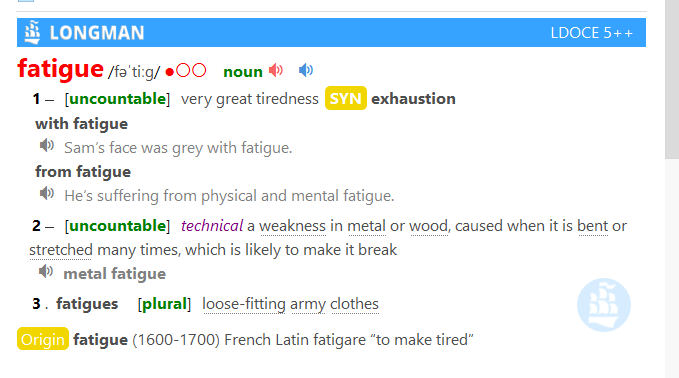 LONGMAN LDOCE 5++
fatigue /fəˈtiːɡ/ ●○○ noun
1 – [uncountable] very great tiredness SYN exhaustion
with fatigue
Sam’s face was grey with fatigue.
from fatigue
He’s suffering from physical and mental fatigue.
2 – [uncountable] technical a weakness in metal or wood, caused when it is bent or
stretched many times, which is likely to make it break
metal fatigue
3 . fatigues [plural] loose-fitting army clothes
Origin fatigue (1600-1700) French Latin fatigare “to make tired”